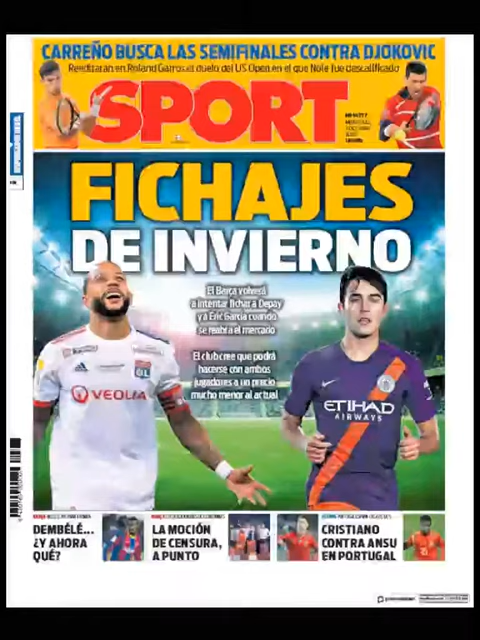 CARREÑO BUSCA LAS SEMIFINALES CONTRA DJOKOVIC
Reeditarán en Roland Garros el duelo del US Open en el que Nole fue descalificado
SPORT
FICHAJES
DE INVIERNO
El Barça volverá
a intentar fichar a Depay
y a Eric Garcia cuando
se reabra el mercado
El club cree que podrá
hacerse con ambos
jugadores a un precio
mucho menor al actual
VEOLIA
OL
ETIHAD
AIRWAYS
DEMBÉLÉ...
¿Y AHORA
QUÉ?
LA MOCIÓN
DE CENSURA,
A PUNTO
CRISTIANO
CONTRA ANSU
EN PORTUGAL